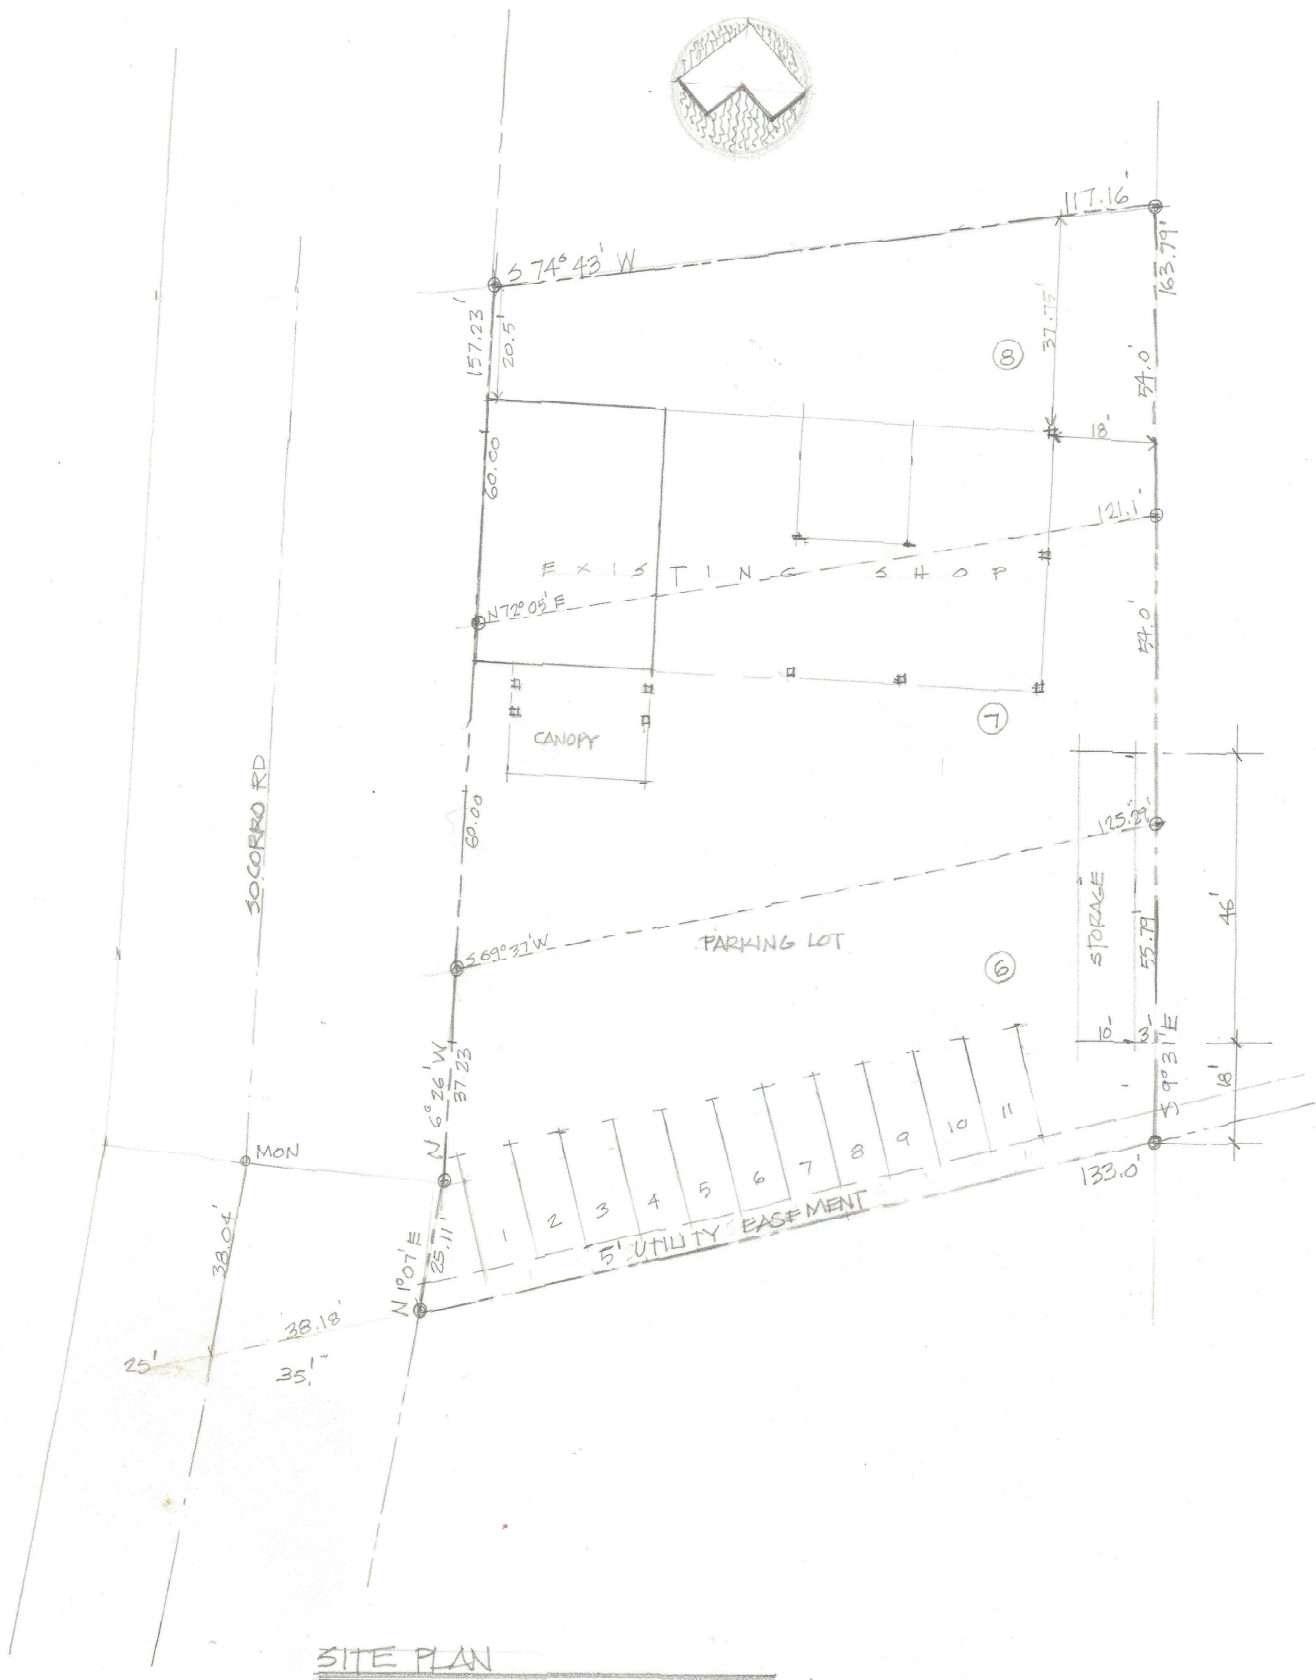 117.16'
S 74° 43' W
163.79'
157.23'
20.5'
37.75'
8
54.0'
60.00
18'
121.1'
EXISTING SHOP
N 72° 05' E
54.0'
7
CANOPY
SOCORRO RD
60.00
125.29'
STORAGE
46'
S 69° 37' W
PARKING LOT
55.79'
6
10'
3'
S 9° 31' E
18'
N 6° 26' W
37.23
MON
1 2 3 4 5 6 7 8 9 10 11
133.0'
5' UTILITY EASEMENT
38.04'
N 1° 07' E
25.11'
38.18'
25'
35'
SITE PLAN